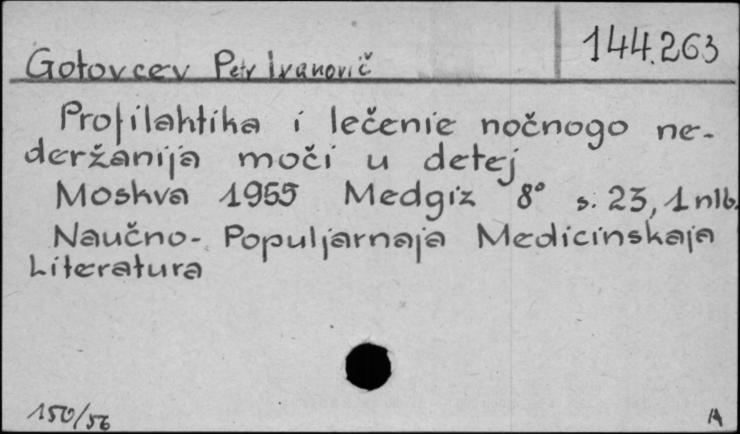 144.263
Gotovcev Petr Ivanovič
Profilaktika i lečenie nočnogo ne-
deržanija moči u detej
Moskva 1955 Medgiz 8° s. 23, 1 nlb.
Naučno-Populjarnaja Medicinskaja
Literatura
150/56
A